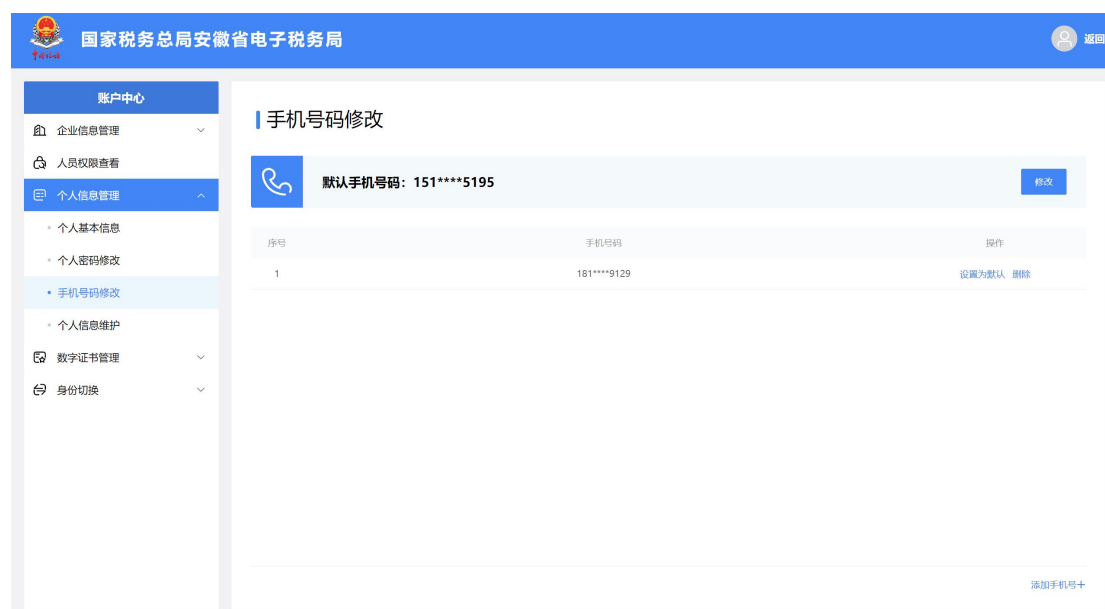 国家税务总局安徽省电子税务局
返回
账户中心
企业信息管理
人员权限查看
个人信息管理
个人基本信息
个人密码修改
手机号码修改
个人信息维护
数字证书管理
身份切换
手机号码修改
默认手机号码：151****5195
修改
序号 手机号码 操作
1 181****9129 设置为默认 删除
添加手机号+